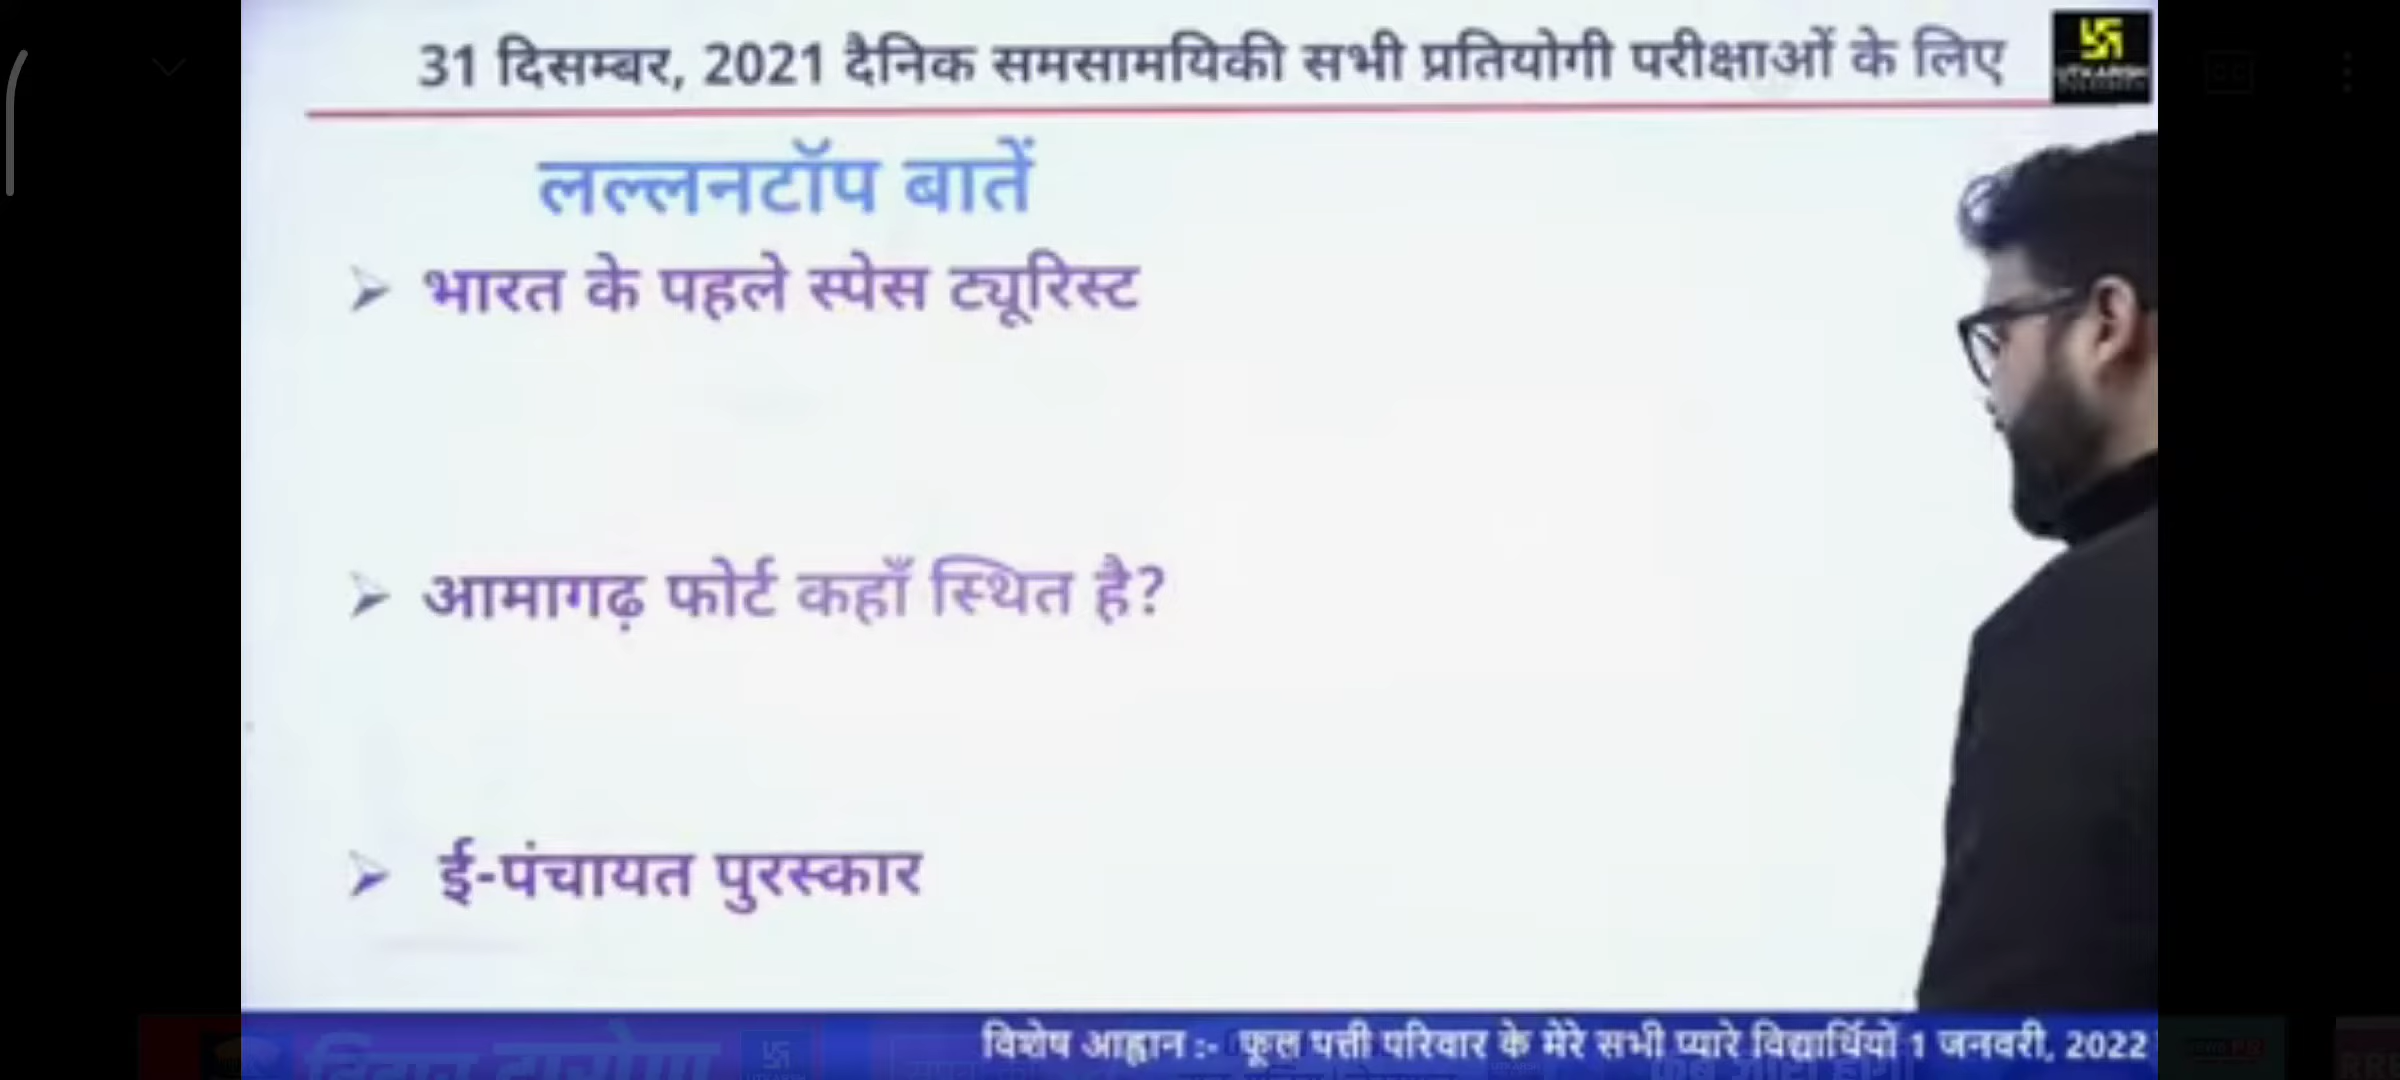 31 दिसम्बर, 2021 दैनिक समसामयिकी सभी प्रतियोगी परीक्षाओं के लिए
UTKARSH
लल्लनटॉप बातें
भारत के पहले स्पेस ट्यूरिस्ट
आमागढ़ फोर्ट कहाँ स्थित है?
ई-पंचायत पुरस्कार
विशेष आह्वान :- फूल पत्ती परिवार के मेरे सभी प्यारे विद्यार्थियों 1 जनवरी, 2022